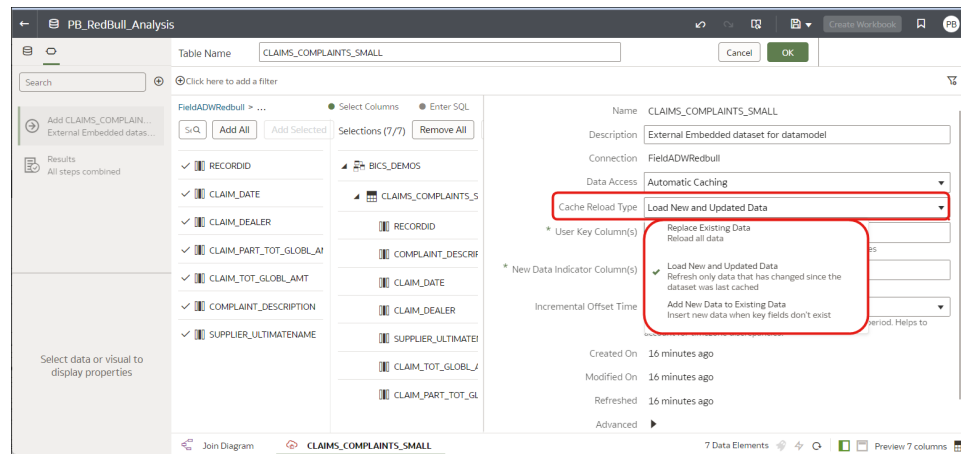 PB_RedBull_Analysis
Create Workbook
PB
Table Name
CLAIMS_COMPLAINTS_SMALL
Cancel
OK
Search
Click here to add a filter
Add CLAIMS_COMPLAIN...
External Embedded datas...
Results
All steps combined
Select data or visual to
display properties
FieldADWRedbull > ...
Select Columns
Enter SQL
Add All
Add Selected
Selections (7/7)
Remove All
RECORDID
CLAIM_DATE
CLAIM_DEALER
CLAIM_PART_TOT_GLOBL_A
CLAIM_TOT_GLOBL_AMT
COMPLAINT_DESCRIPTION
SUPPLIER_ULTIMATENAME
BICS_DEMOS
CLAIMS_COMPLAINTS_S
RECORDID
COMPLAINT_DESCRIF
CLAIM_DATE
CLAIM_DEALER
SUPPLIER_ULTIMATE
CLAIM_TOT_GLOBL_A
CLAIM_PART_TOT_GL
Name CLAIMS_COMPLAINTS_SMALL
Description External Embedded dataset for datamodel
Connection FieldADWRedbull
Data Access Automatic Caching
Cache Reload Type Load New and Updated Data
* User Key Column(s)
Replace Existing Data
Reload all data
es
* New Data Indicator Column(s)
Load New and Updated Data
Refresh only data that has changed since the
dataset was last cached
Incremental Offset Time
Add New Data to Existing Data
Insert new data when key fields don't exist
period. Helps to
Created On 16 minutes ago
Modified On 16 minutes ago
Refreshed 16 minutes ago
Advanced
Join Diagram
CLAIMS_COMPLAINTS_SMALL
7 Data Elements
Preview 7 columns